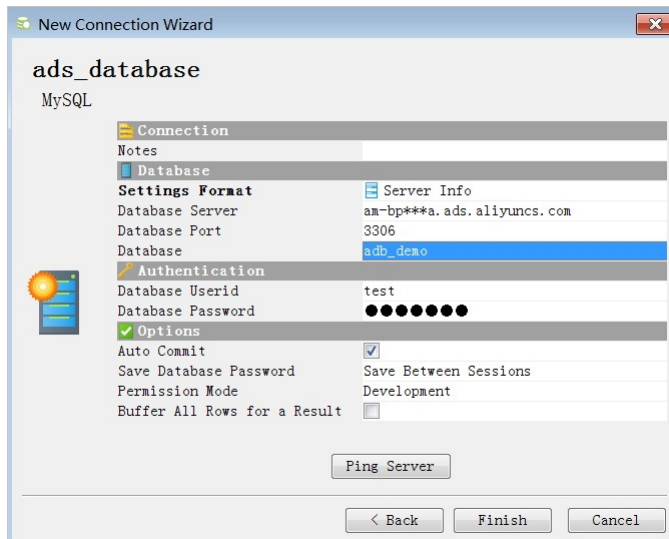 New Connection Wizard
ads_database
MySQL
Connection
Notes
Database
Settings Format Server Info
Database Server am-bp***a.ads.aliyuncs.com
Database Port 3306
Database adb_demo
Authentication
Database Userid test
Database Password ●●●●●●●
Options
Auto Commit
Save Database Password Save Between Sessions
Permission Mode Development
Buffer All Rows for a Result
Ping Server
< Back Finish Cancel